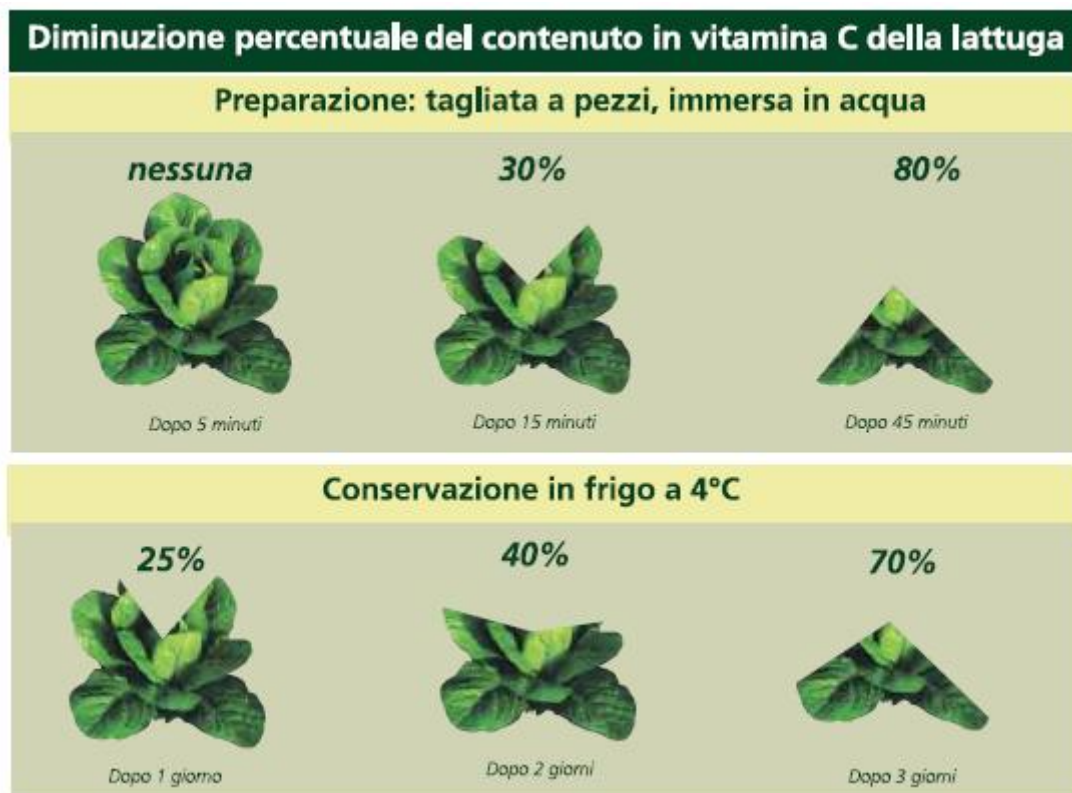 Diminuzione percentuale del contenuto in vitamina C della lattuga
Preparazione: tagliata a pezzi, immersa in acqua
nessuna
30%
80%
Dopo 5 minuti
Dopo 15 minuti
Dopo 45 minuti
Conservazione in frigo a 4°C
25%
40%
70%
Dopo 1 giorno
Dopo 2 giorni
Dopo 3 giorni